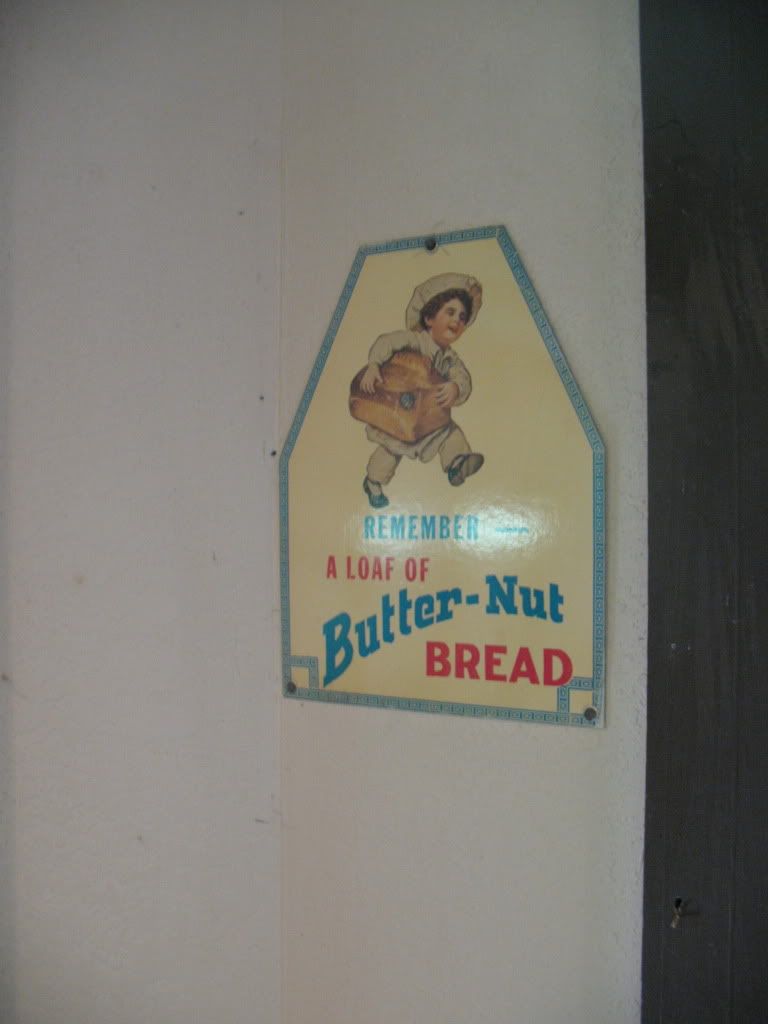 REMEMBER —
A LOAF OF
Butter-Nut
BREAD